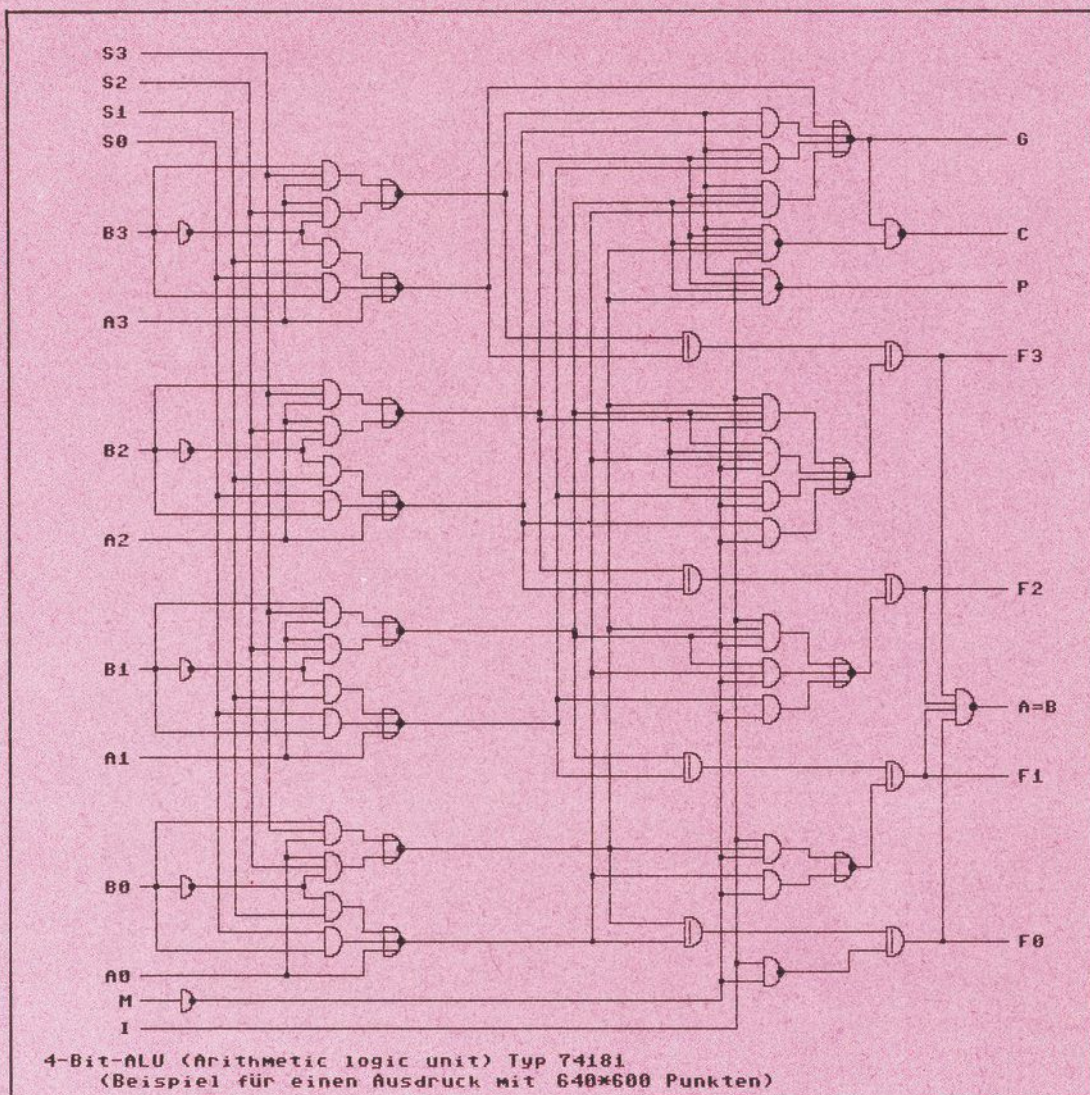 S3
S2
S1
S0
G
B3
C
P
A3
F3
B2
A2
F2
B1
A=B
A1
F1
B0
F0
A0
M
I
4-Bit-ALU (Arithmetic logic unit) Typ 74181
(Beispiel für einen Ausdruck mit 640*600 Punkten)